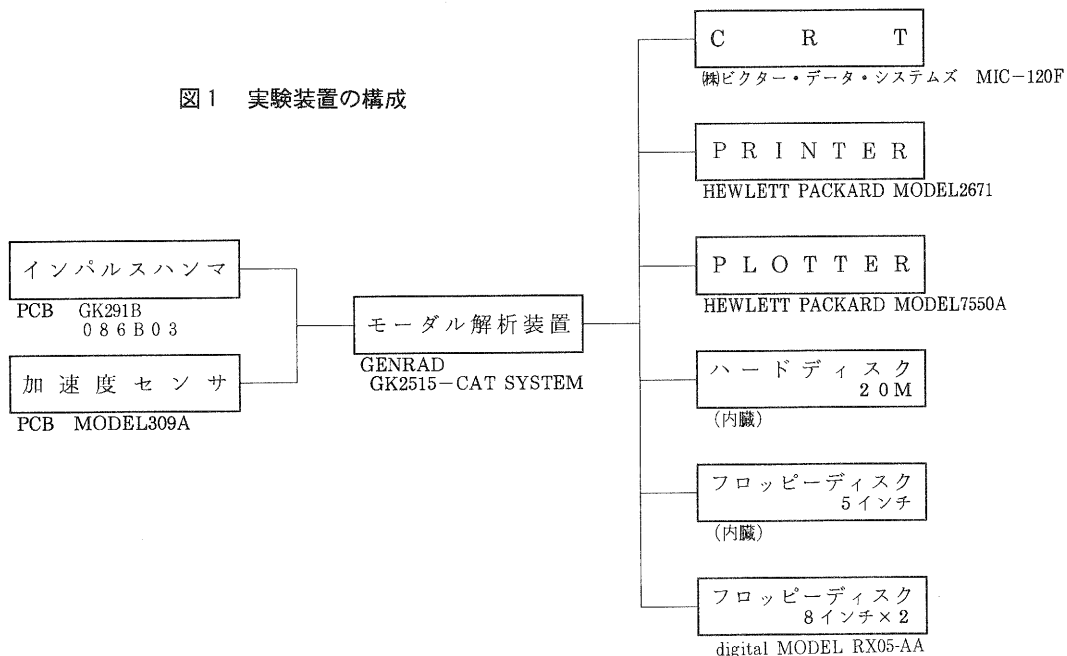 図1 実験装置の構成
インパルスハンマ
PCB GK291B
086B03
加速度センサ
PCB MODEL309A
モーダル解析装置
GENRAD
GK2515-CAT SYSTEM
CRT
㈱ビクター・データ・システムズ MIC-120F
PRINTER
HEWLETT PACKARD MODEL2671
PLOTTER
HEWLETT PACKARD MODEL7550A
ハードディスク
20M
(内臓)
フロッピーディスク
5インチ
(内臓)
フロッピーディスク
8インチ×2
digital MODEL RX05-AA